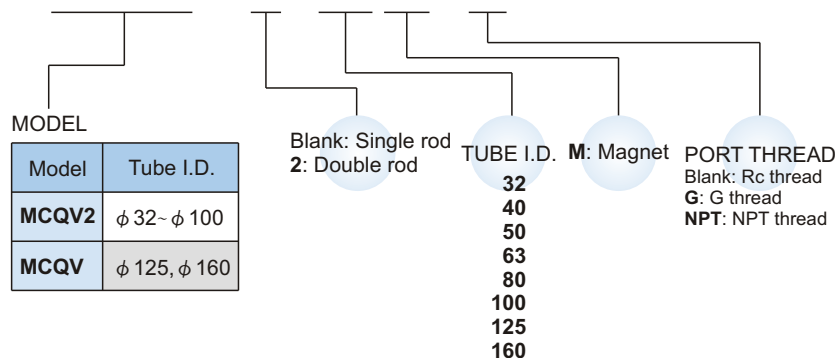 MODEL
Model Tube I.D.
MCQV2 ϕ 32~ ϕ 100
MCQV ϕ 125, ϕ 160
Blank: Single rod
2: Double rod
TUBE I.D.
32
40
50
63
80
100
125
160
M: Magnet
PORT THREAD
Blank: Rc thread
G: G thread
NPT: NPT thread